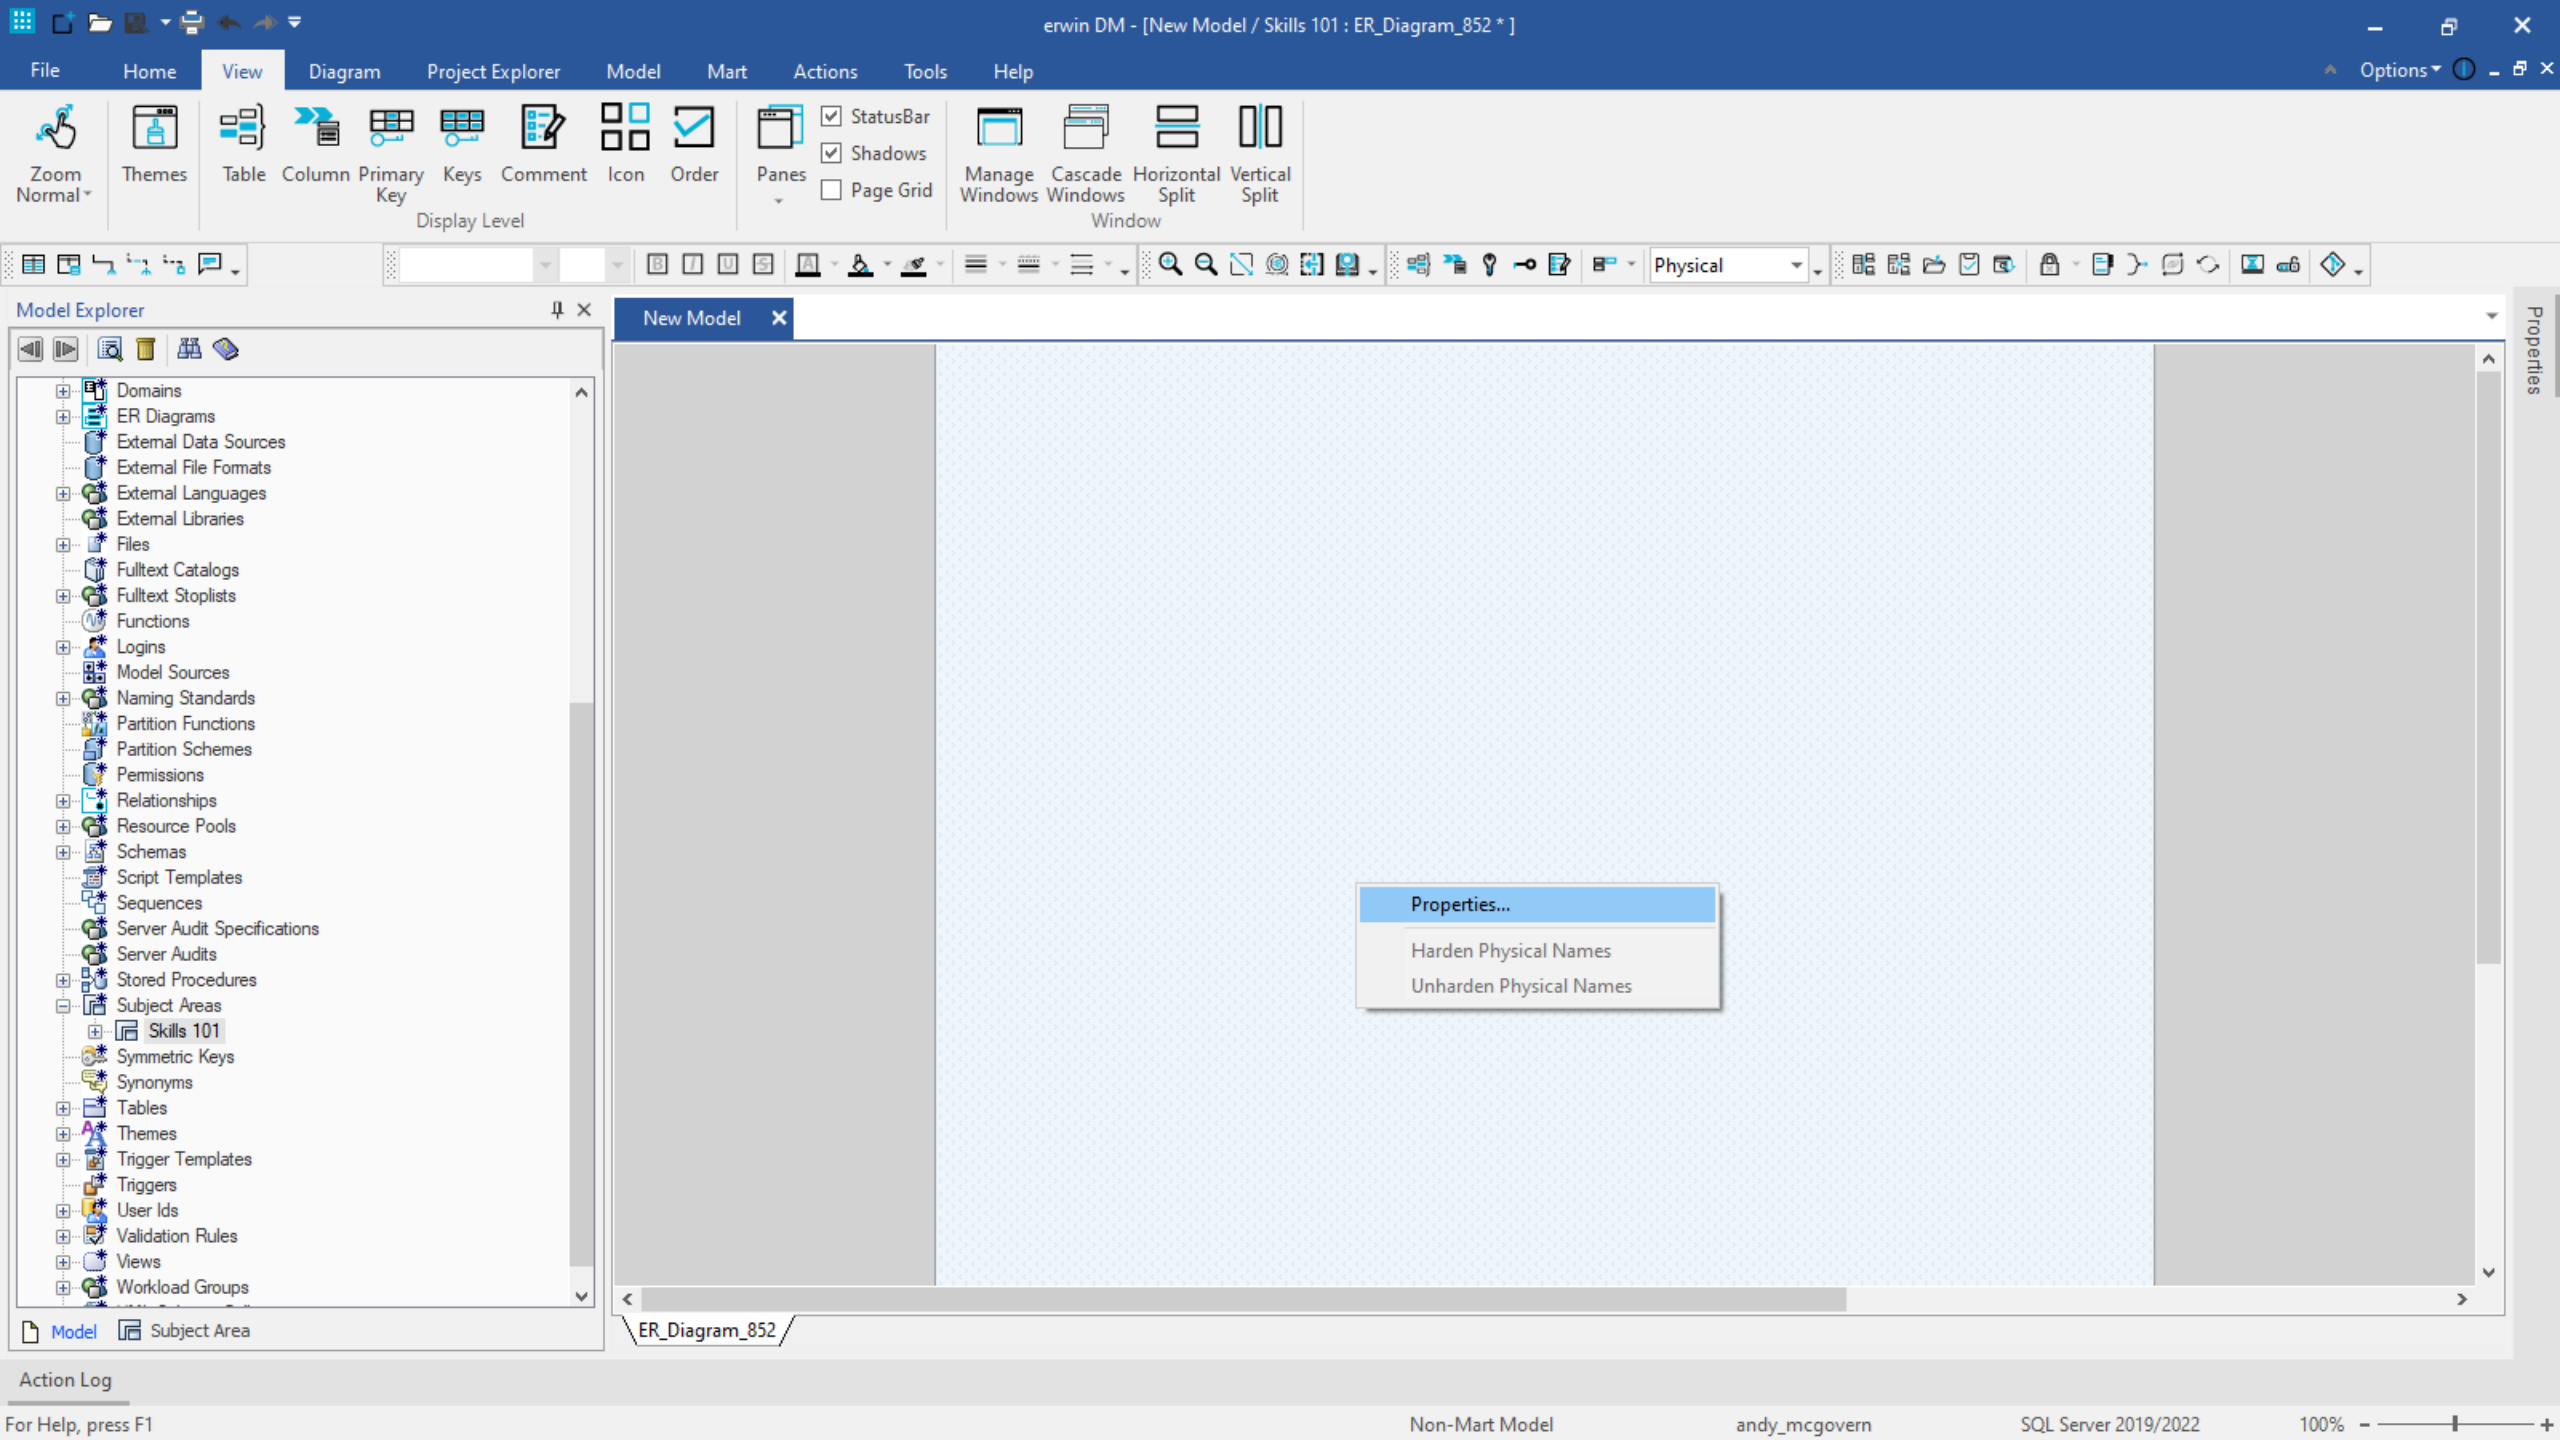 erwin DM - [New Model / Skills 101 : ER_Diagram_852 * ]
File Home View Diagram Project Explorer Model Mart Actions Tools Help Options
Zoom Normal
Themes
Table Column Primary Key Keys Comment Icon Order
Display Level
Panes
StatusBar
Shadows
Page Grid
Manage Windows Cascade Windows Horizontal Split Vertical Split
Window
Physical
Model Explorer
New Model
Properties
Domains
ER Diagrams
External Data Sources
External File Formats
External Languages
External Libraries
Files
Fulltext Catalogs
Fulltext Stoplists
Functions
Logins
Model Sources
Naming Standards
Partition Functions
Partition Schemes
Permissions
Relationships
Resource Pools
Schemas
Script Templates
Sequences
Server Audit Specifications
Server Audits
Stored Procedures
Subject Areas
Skills 101
Symmetric Keys
Synonyms
Tables
Themes
Trigger Templates
Triggers
User Ids
Validation Rules
Views
Workload Groups
Properties...
Harden Physical Names
Unharden Physical Names
Model Subject Area
ER_Diagram_852
Action Log
For Help, press F1
Non-Mart Model
andy_mcgovern
SQL Server 2019/2022
100%